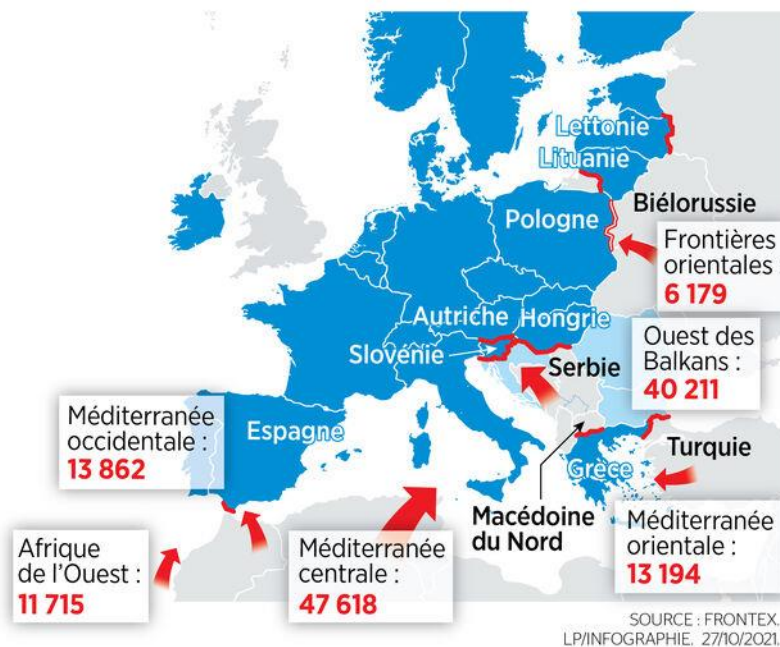 Lettonie
Lituanie
Biélorussie
Pologne
Frontières
orientales
6 179
Autriche
Hongrie
Slovénie
Serbie
Ouest des
Balkans :
40 211
Méditerranée
occidentale :
13 862
Espagne
Grèce
Turquie
Macédoine
du Nord
Afrique
de l'Ouest :
11 715
Méditerranée
centrale :
47 618
Méditerranée
orientale :
13 194
SOURCE : FRONTEX.
LP/INFOGRAPHIE. 27/10/2021.